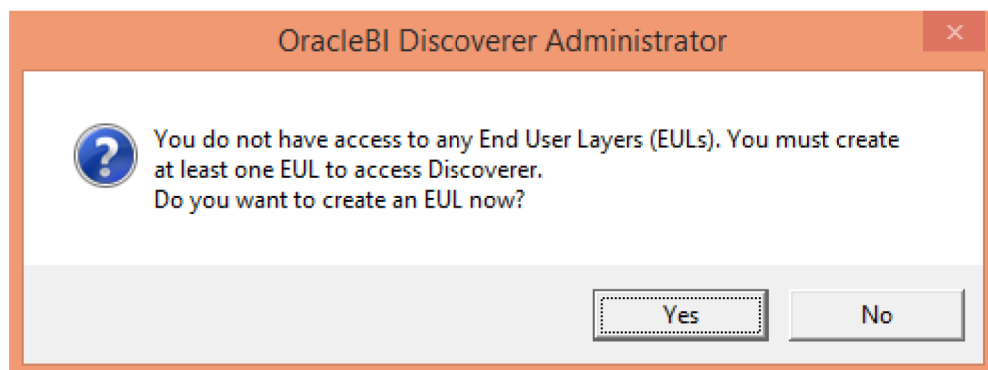 OracleBI Discoverer Administrator
You do not have access to any End User Layers (EULs). You must create
at least one EUL to access Discoverer.
Do you want to create an EUL now?
Yes
No